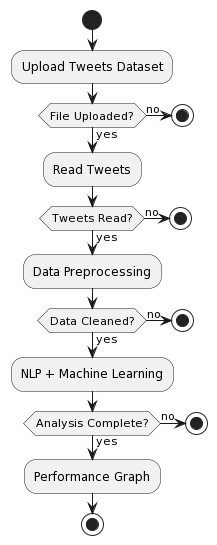 Upload Tweets Dataset
File Uploaded?
no
yes
Read Tweets
Tweets Read?
no
yes
Data Preprocessing
Data Cleaned?
no
yes
NLP + Machine Learning
Analysis Complete?
no
yes
Performance Graph